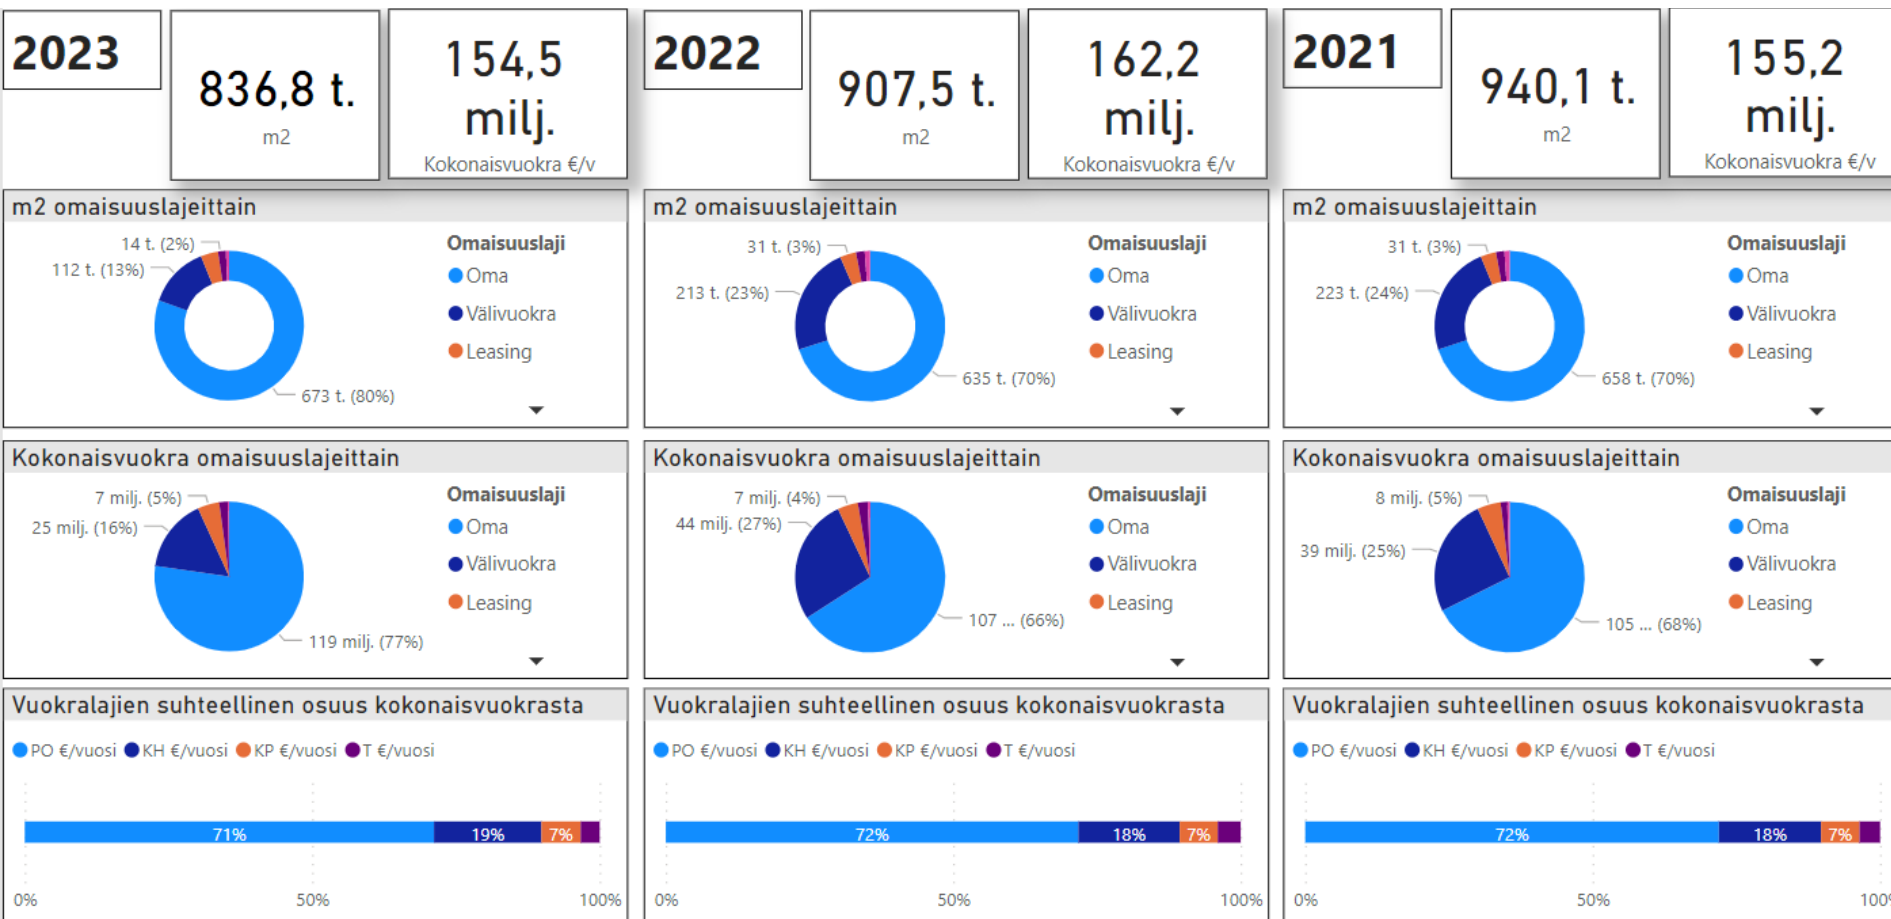 2023
836,8 t.
m2
154,5
milj.
Kokonaisvuokra €/v
m2 omaisuuslajeittain
14 t. (2%)
112 t. (13%)
673 t. (80%)
Omaisuuslaji
Oma
Välivuokra
Leasing
Kokonaisvuokra omaisuuslajeittain
7 milj. (5%)
25 milj. (16%)
119 milj. (77%)
Omaisuuslaji
Oma
Välivuokra
Leasing
Vuokralajien suhteellinen osuus kokonaisvuokrasta
PO €/vuosi KH €/vuosi KP €/vuosi T €/vuosi
71% 19% 7%
0% 50% 100%
2022
907,5 t.
m2
162,2
milj.
Kokonaisvuokra €/v
m2 omaisuuslajeittain
31 t. (3%)
213 t. (23%)
635 t. (70%)
Omaisuuslaji
Oma
Välivuokra
Leasing
Kokonaisvuokra omaisuuslajeittain
7 milj. (4%)
44 milj. (27%)
107 ... (66%)
Omaisuuslaji
Oma
Välivuokra
Leasing
Vuokralajien suhteellinen osuus kokonaisvuokrasta
PO €/vuosi KH €/vuosi KP €/vuosi T €/vuosi
72% 18% 7%
0% 50% 100%
2021
940,1 t.
m2
155,2
milj.
Kokonaisvuokra €/v
m2 omaisuuslajeittain
31 t. (3%)
223 t. (24%)
658 t. (70%)
Omaisuuslaji
Oma
Välivuokra
Leasing
Kokonaisvuokra omaisuuslajeittain
8 milj. (5%)
39 milj. (25%)
105 ... (68%)
Omaisuuslaji
Oma
Välivuokra
Leasing
Vuokralajien suhteellinen osuus kokonaisvuokrasta
PO €/vuosi KH €/vuosi KP €/vuosi T €/vuosi
72% 18% 7%
0% 50% 100